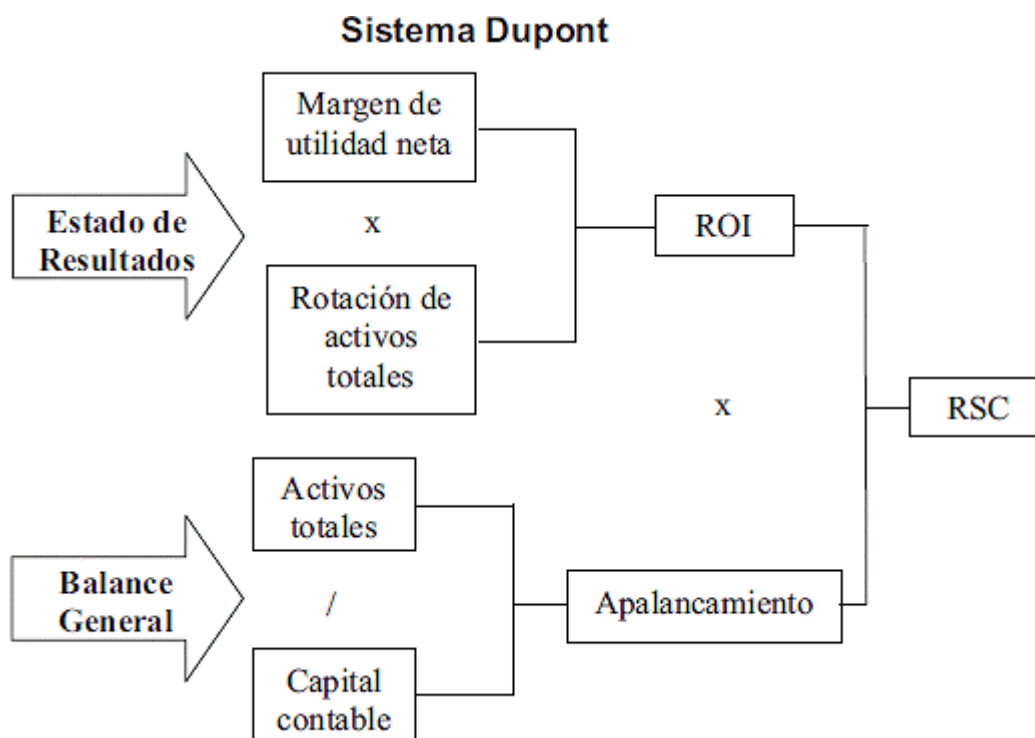 Sistema Dupont
Margen de
utilidad neta
Estado de
Resultados
x
ROI
Rotación de
activos
totales
x
RSC
Activos
totales
Balance
General
/
Apalancamiento
Capital
contable